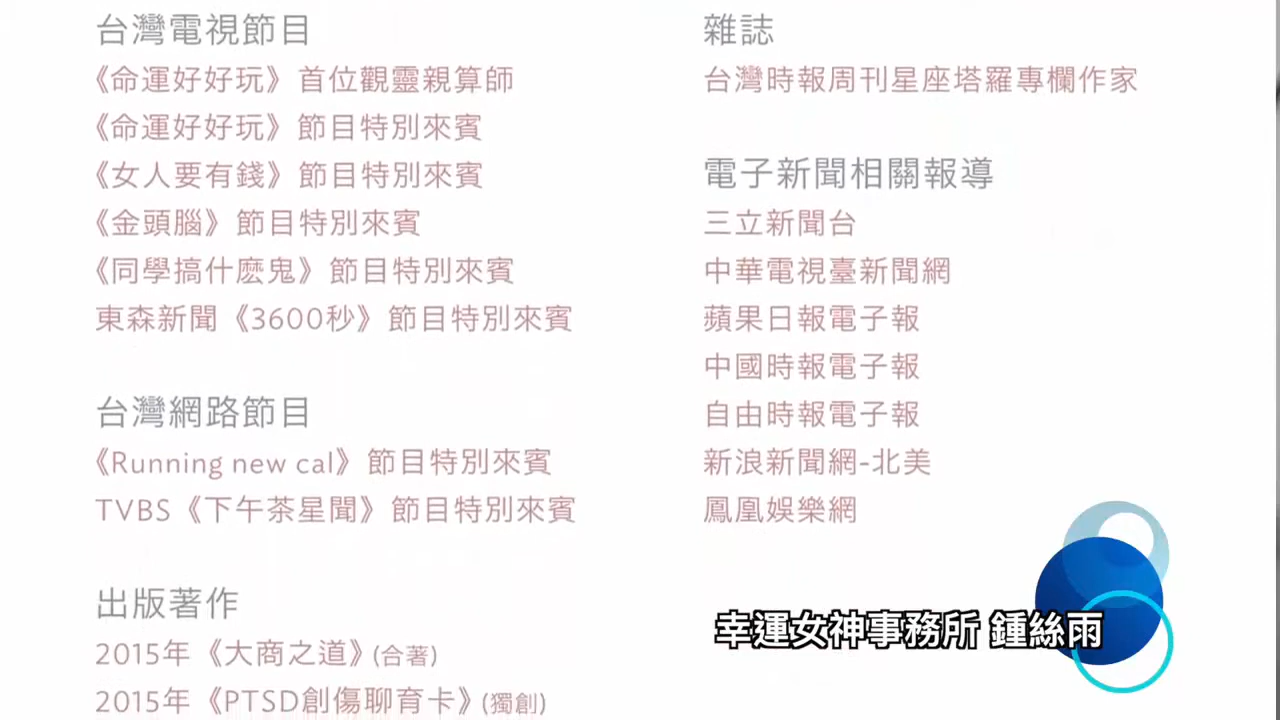 台灣電視節目
《命運好好玩》首位觀靈親算師
《命運好好玩》節目特別來賓
《女人要有錢》節目特別來賓
《金頭腦》節目特別來賓
《同學搞什麼鬼》節目特別來賓
東森新聞《3600秒》節目特別來賓
台灣網路節目
《Running new cal》節目特別來賓
TVBS《下午茶星聞》節目特別來賓
出版著作
2015年《大商之道》(合著)
2015年《PTSD創傷聊育卡》(獨創)
雜誌
台灣時報周刊星座塔羅專欄作家
電子新聞相關報導
三立新聞台
中華電視臺新聞網
蘋果日報電子報
中國時報電子報
自由時報電子報
新浪新聞網-北美
鳳凰娛樂網
幸運女神事務所 鍾絲雨